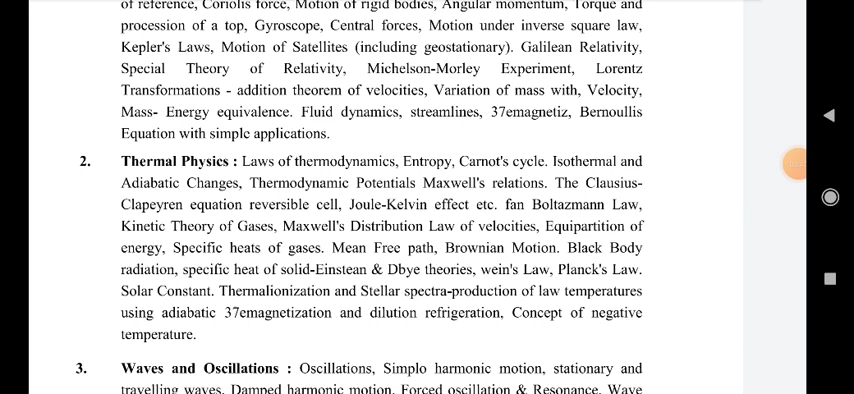 of reference, Coriolis force, Motion of rigid bodies, Angular momentum, Torque and
procession of a top, Gyroscope, Central forces, Motion under inverse square law,
Kepler's Laws, Motion of Satellites (including geostationary). Galilean Relativity,
Special Theory of Relativity, Michelson-Morley Experiment, Lorentz
Transformations - addition theorem of velocities, Variation of mass with, Velocity,
Mass- Energy equivalence. Fluid dynamics, streamlines, 37emagnetiz, Bernoullis
Equation with simple applications.
2. Thermal Physics : Laws of thermodynamics, Entropy, Carnot's cycle. Isothermal and
Adiabatic Changes, Thermodynamic Potentials Maxwell's relations. The Clausius-
Clapeyren equation reversible cell, Joule-Kelvin effect etc. fan Boltazmann Law,
Kinetic Theory of Gases, Maxwell's Distribution Law of velocities, Equipartition of
energy, Specific heats of gases. Mean Free path, Brownian Motion. Black Body
radiation, specific heat of solid-Einstean & Dbye theories, wein's Law, Planck's Law.
Solar Constant. Thermalionization and Stellar spectra-production of law temperatures
using adiabatic 37emagnetization and dilution refrigeration, Concept of negative
temperature.
3. Waves and Oscillations : Oscillations, Simplo harmonic motion, stationary and
travelling waves, Damped harmonic motion, Forced oscillation & Resonance, Wave